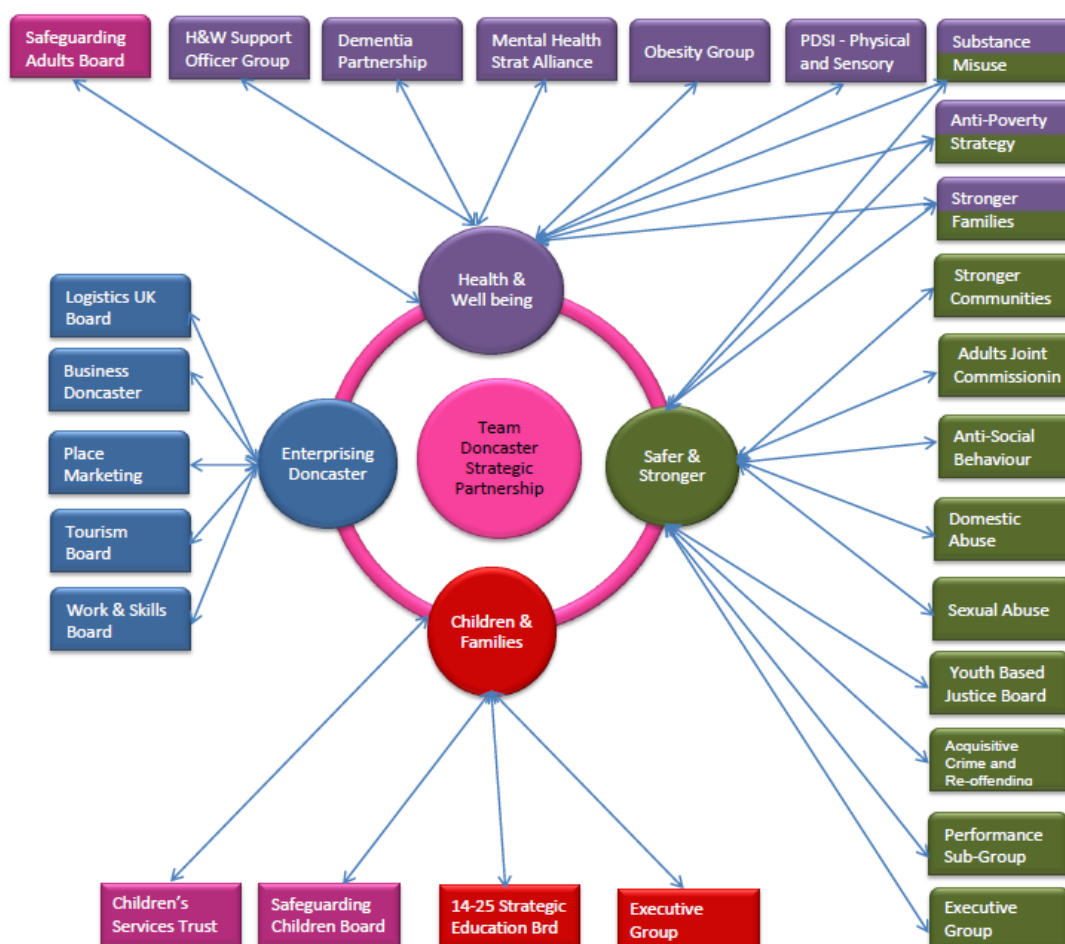 Safeguarding
Adults Board
H&W Support
Officer Group
Dementia
Partnership
Mental Health
Strat Alliance
Obesity Group
PDSI - Physical
and Sensory
Substance
Misuse
Anti-Poverty
Strategy
Stronger
Families
Health &
Well being
Stronger
Communities
Logistics UK
Board
Adults Joint
Commissionin
Business
Doncaster
Team
Doncaster
Strategic
Partnership
Enterprising
Doncaster
Safer &
Stronger
Place
Marketing
Anti-Social
Behaviour
Tourism
Board
Domestic
Abuse
Work & Skills
Board
Sexual Abuse
Children &
Families
Youth Based
Justice Board
Acquisitive
Crime and
Re-offending
Performance
Sub-Group
Children's
Services Trust
Safeguarding
Children Board
14-25 Strategic
Education Brd
Executive
Group
Executive
Group